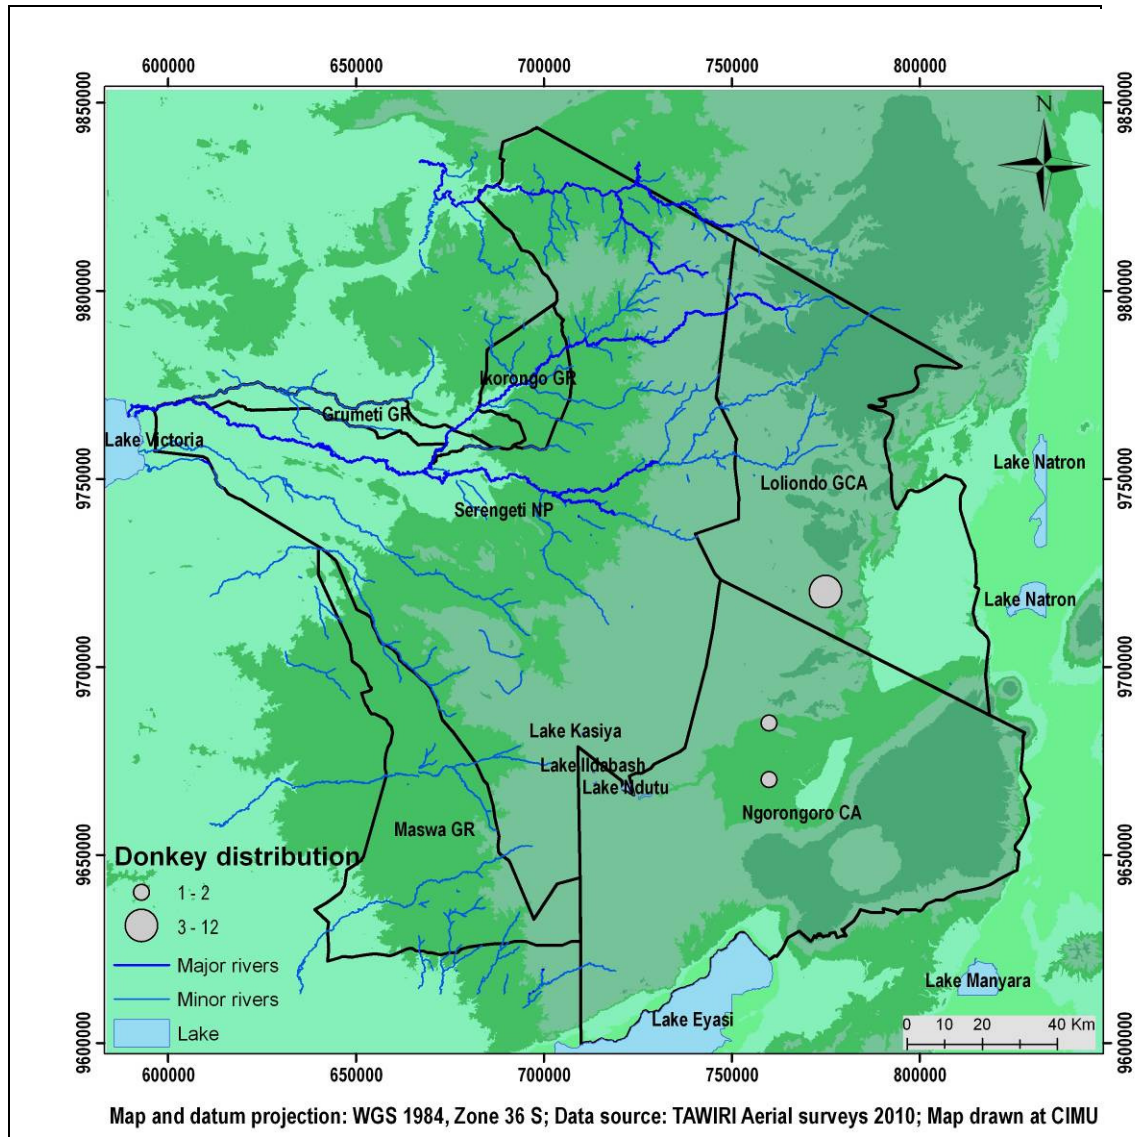 600000 650000 700000 750000 800000
9850000 9850000
N
9800000 9800000
Ikorongo GR
Grumeti GR
Lake Victoria
Lake Natron
9750000 9750000
Loliondo GCA
Serengeti NP
Lake Natron
9700000 9700000
Lake Kasiya
Lake Ildabash
Lake Ndutu
Ngorongoro CA
Maswa GR
9650000 9650000
Donkey distribution
1 - 2
3 - 12
Major rivers
Minor rivers
Lake
Lake Manyara
Lake Eyasi
0 10 20 40 Km
9600000 9600000
600000 650000 700000 750000 800000
Map and datum projection: WGS 1984, Zone 36 S; Data source: TAWIRI Aerial surveys 2010; Map drawn at CIMU